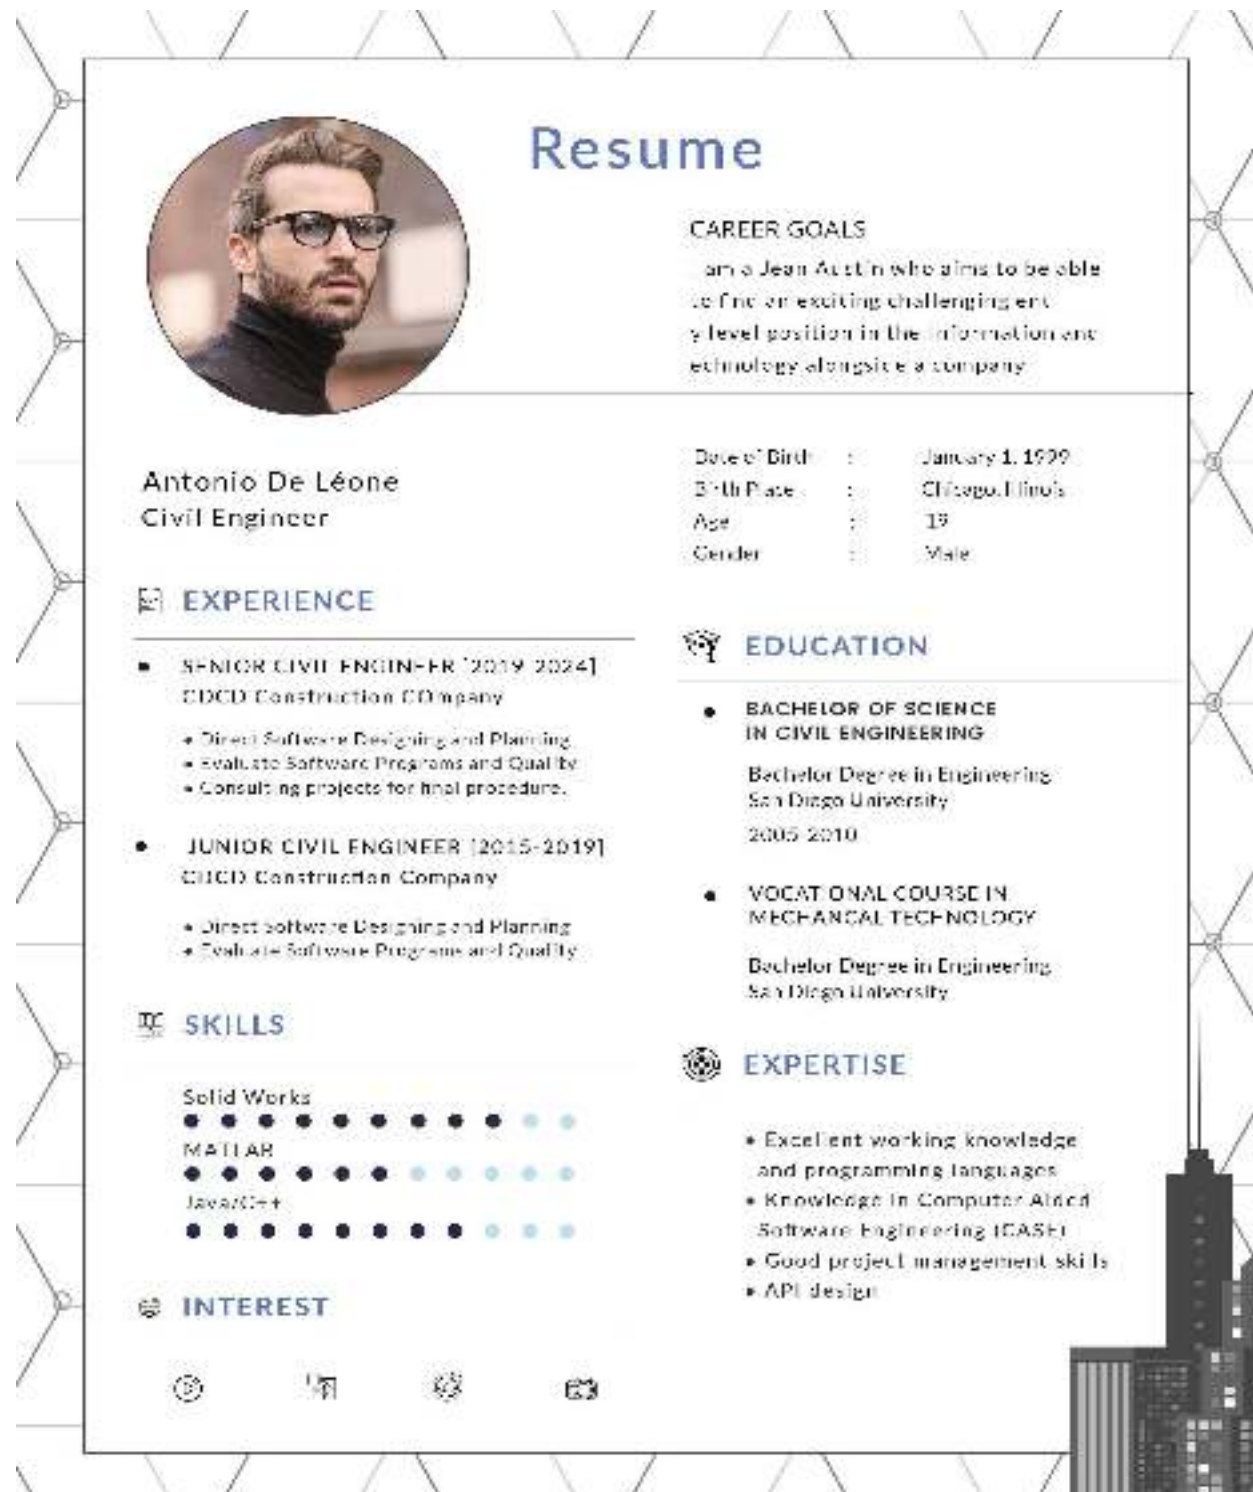 Resume
CAREER GOALS
am a Jean Austin who aims to be able
to find an exciting challenging ent
y level position in the information and
echnology alongside a company
Antonio De Léone
Civil Engineer
Date of Birth : January 1, 1999
Birth Place : Chicago, Illinois
Age : 19
Gender : Male
EXPERIENCE
SENIOR CIVIL ENGINEER [2019-2024]
CDCD Construction COmpany
• Direct Software Designing and Planning
• Evaluate Software Programs and Quality
• Consulting projects for final procedure.
JUNIOR CIVIL ENGINEER [2015-2019]
CDCD Construction Company
• Direct Software Designing and Planning
• Evaluate Software Programs and Quality
SKILLS
Solid Works
MATLAB
Java/C++
INTEREST
EDUCATION
BACHELOR OF SCIENCE
IN CIVIL ENGINEERING
Bachelor Degree in Engineering
San Diego University
2005-2010
VOCATIONAL COURSE IN
MECHANCAL TECHNOLOGY
Bachelor Degree in Engineering
San Diego University
EXPERTISE
• Excellent working knowledge
and programming languages
• Knowledge in Computer Aided
Software Engineering (CASE)
• Good project management skills
• API design